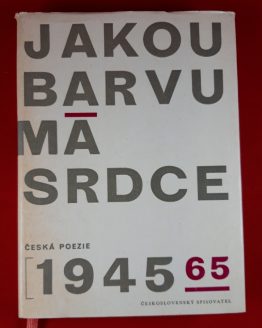 JAKOU
BARVU
MÁ
SRDCE
ČESKÁ POEZIE
[1945 65
ČESKOSLOVENSKÝ SPISOVATEL